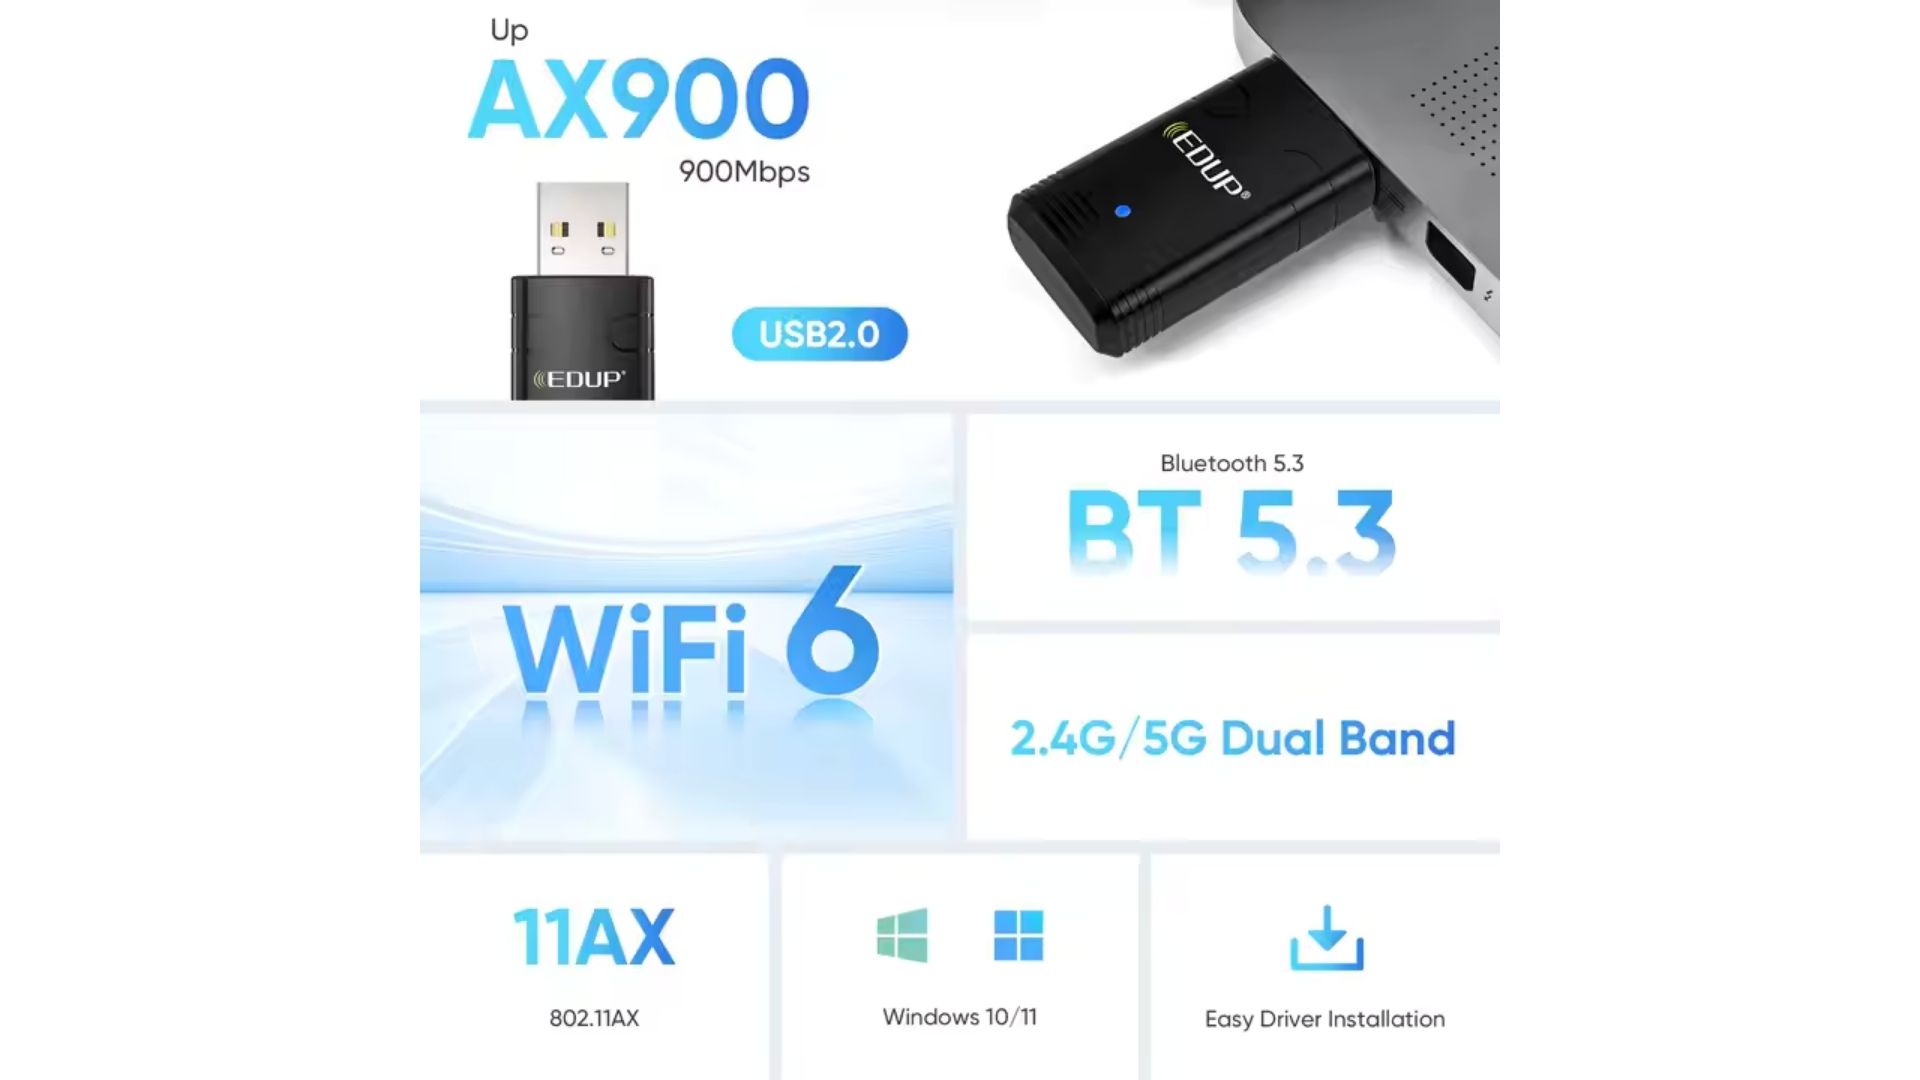 Up
AX900
900Mbps
EDUP®
USB2.0
EDUP®
WiFi 6
Bluetooth 5.3
BT 5.3
2.4G/5G Dual Band
11AX
802.11AX
Windows 10/11
Easy Driver Installation